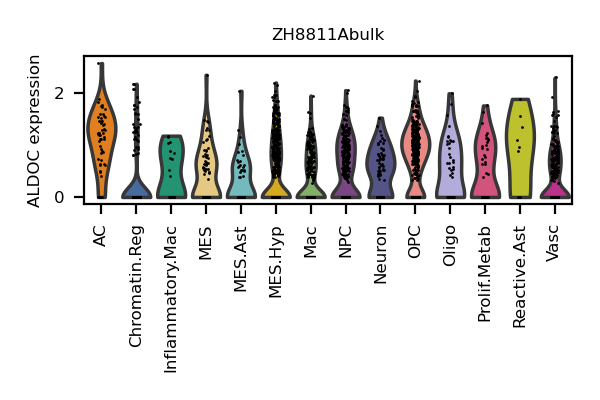 ZH8811Abulk
ALDOC expression
2
0
AC
Chromatin.Reg
Inflammatory.Mac
MES
MES.Ast
MES.Hyp
Mac
NPC
Neuron
OPC
Oligo
Prolif.Metab
Reactive.Ast
Vasc